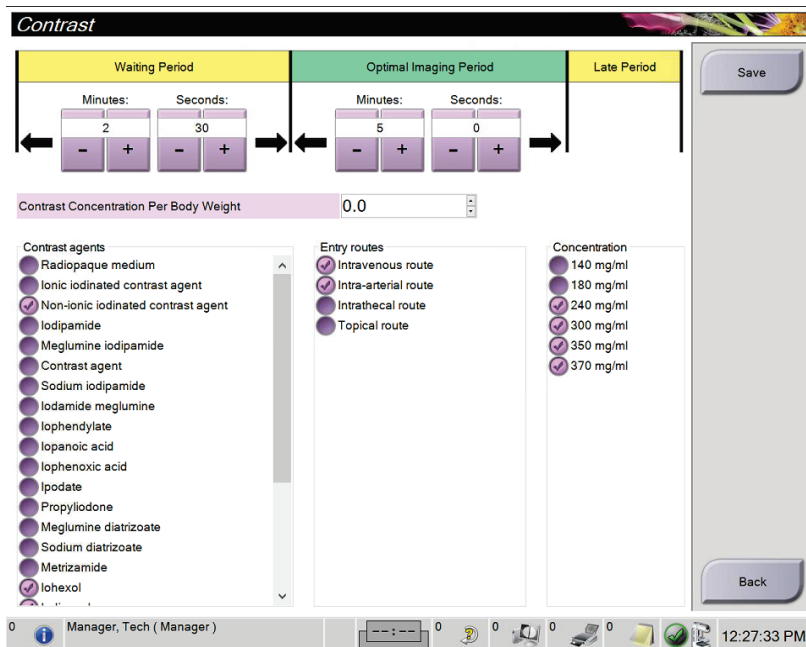 Contrast
Waiting Period
Optimal Imaging Period
Late Period
Save
Minutes:
Seconds:
Minutes:
Seconds:
2
30
5
0
- +
- +
- +
- +
Contrast Concentration Per Body Weight
0.0
Contrast agents
Radiopaque medium
Ionic iodinated contrast agent
Non-ionic iodinated contrast agent
Iodipamide
Meglumine iodipamide
Contrast agent
Sodium iodipamide
Iodamide meglumine
Iophendylate
Iopanoic acid
Iophenoxic acid
Ipodate
Propyliodone
Meglumine diatrizoate
Sodium diatrizoate
Metrizamide
Iohexol
Entry routes
Intravenous route
Intra-arterial route
Intrathecal route
Topical route
Concentration
140 mg/ml
180 mg/ml
240 mg/ml
300 mg/ml
350 mg/ml
370 mg/ml
Back
0
Manager, Tech ( Manager )
--:--
0
0
0
0
12:27:33 PM